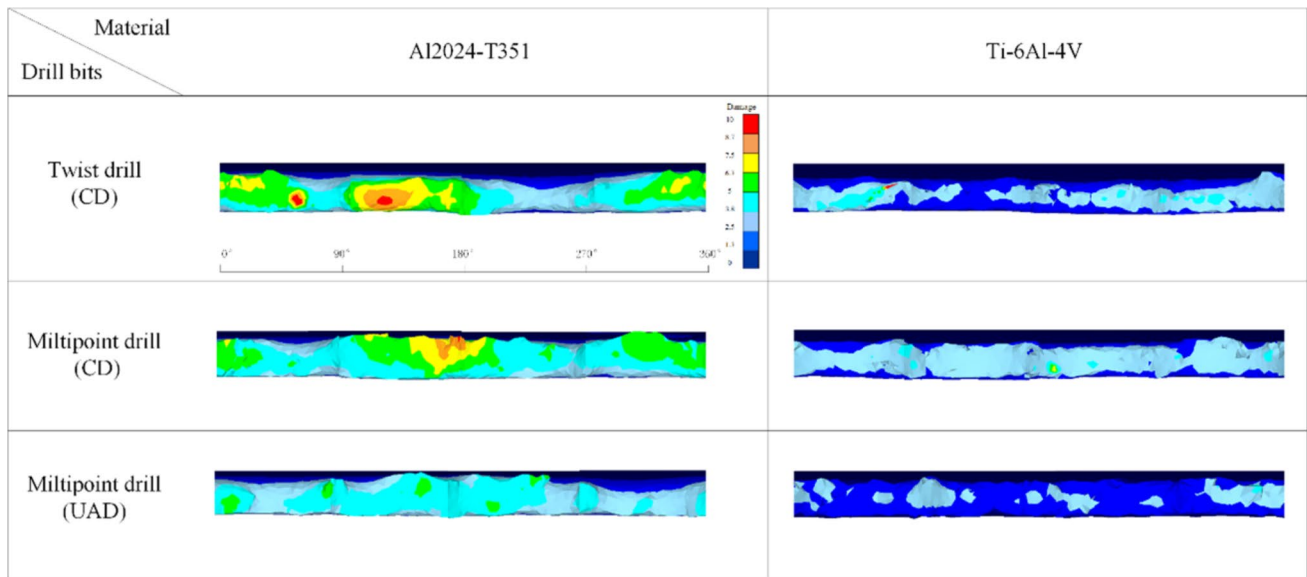 Material
Drill bits
Al2024-T351
Ti-6Al-4V
Twist drill
(CD)
Damage
10
8.7
7.5
6.3
5
3.8
2.5
1.3
0
0°
90°
180°
270°
360°
Miltipoint drill
(CD)
Miltipoint drill
(UAD)